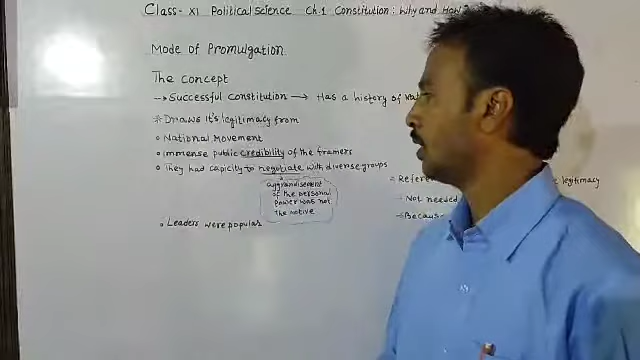 Class- XI Political science Ch.1 Constitution: Why and How?
Mode of Promulgation.
The concept
→ Successful constitution → Has a history of
* Draws it's legitimacy from
o National Movement
o immense public credibility of the framers
o They had capacity to negotiate with diverse groups
aggrandisement
of the personal
Power was not
The motive
o Leaders were popular
legitimacy
Not needed